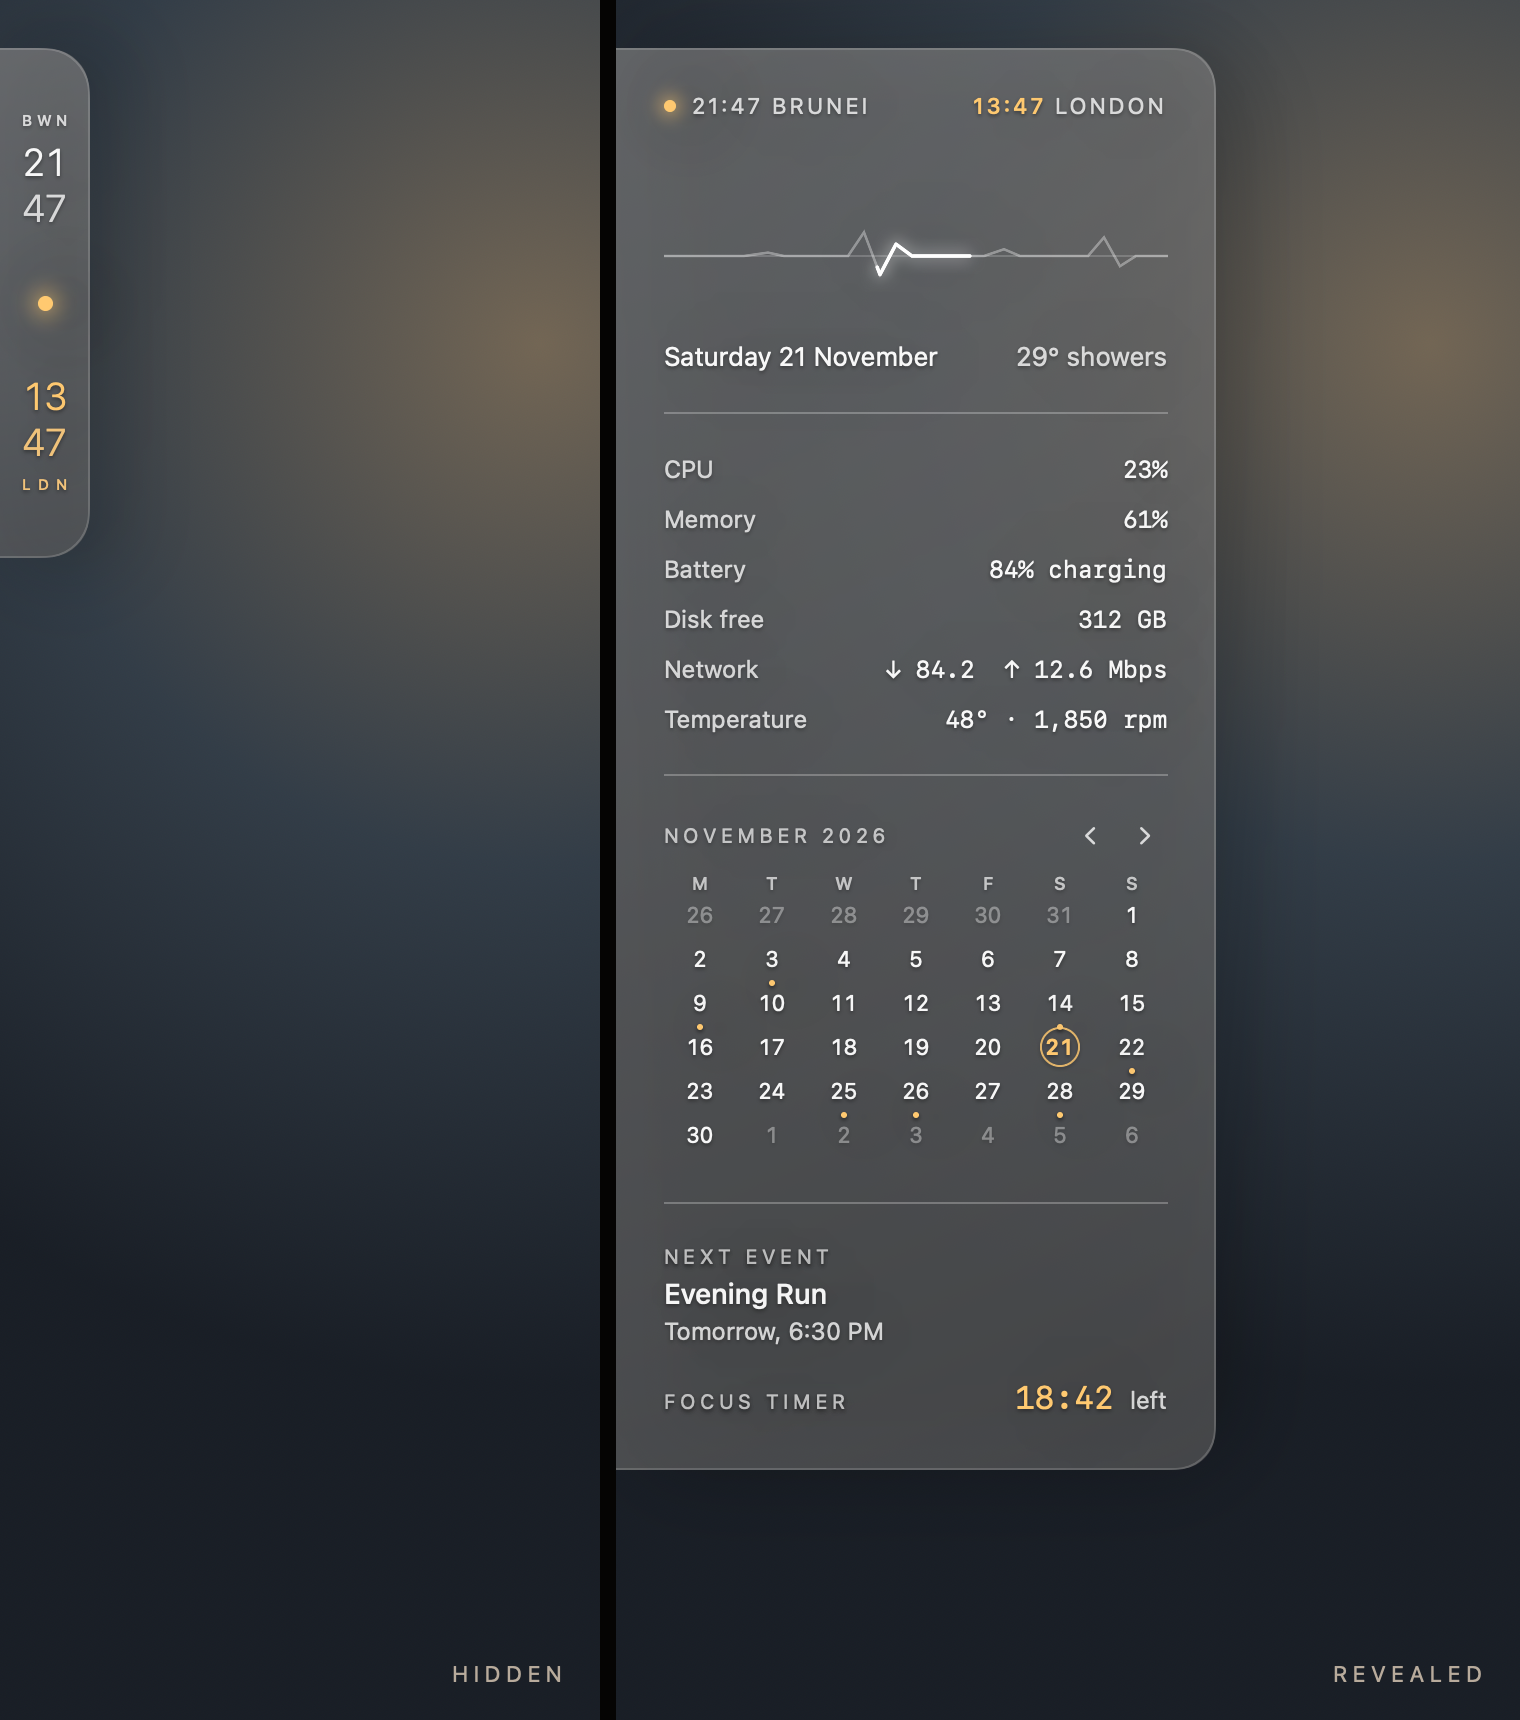 BWN
21
47
13
47
LDN
HIDDEN
21:47 BRUNEI 13:47 LONDON
Saturday 21 November 29° showers
CPU 23%
Memory 61%
Battery 84% charging
Disk free 312 GB
Network ↓ 84.2 ↑ 12.6 Mbps
Temperature 48° · 1,850 rpm
NOVEMBER 2026 < >
M T W T F S S
26 27 28 29 30 31 1
2 3 4 5 6 7 8
9 10 11 12 13 14 15
16 17 18 19 20 21 22
23 24 25 26 27 28 29
30 1 2 3 4 5 6
NEXT EVENT
Evening Run
Tomorrow, 6:30 PM
FOCUS TIMER 18:42 left
REVEALED